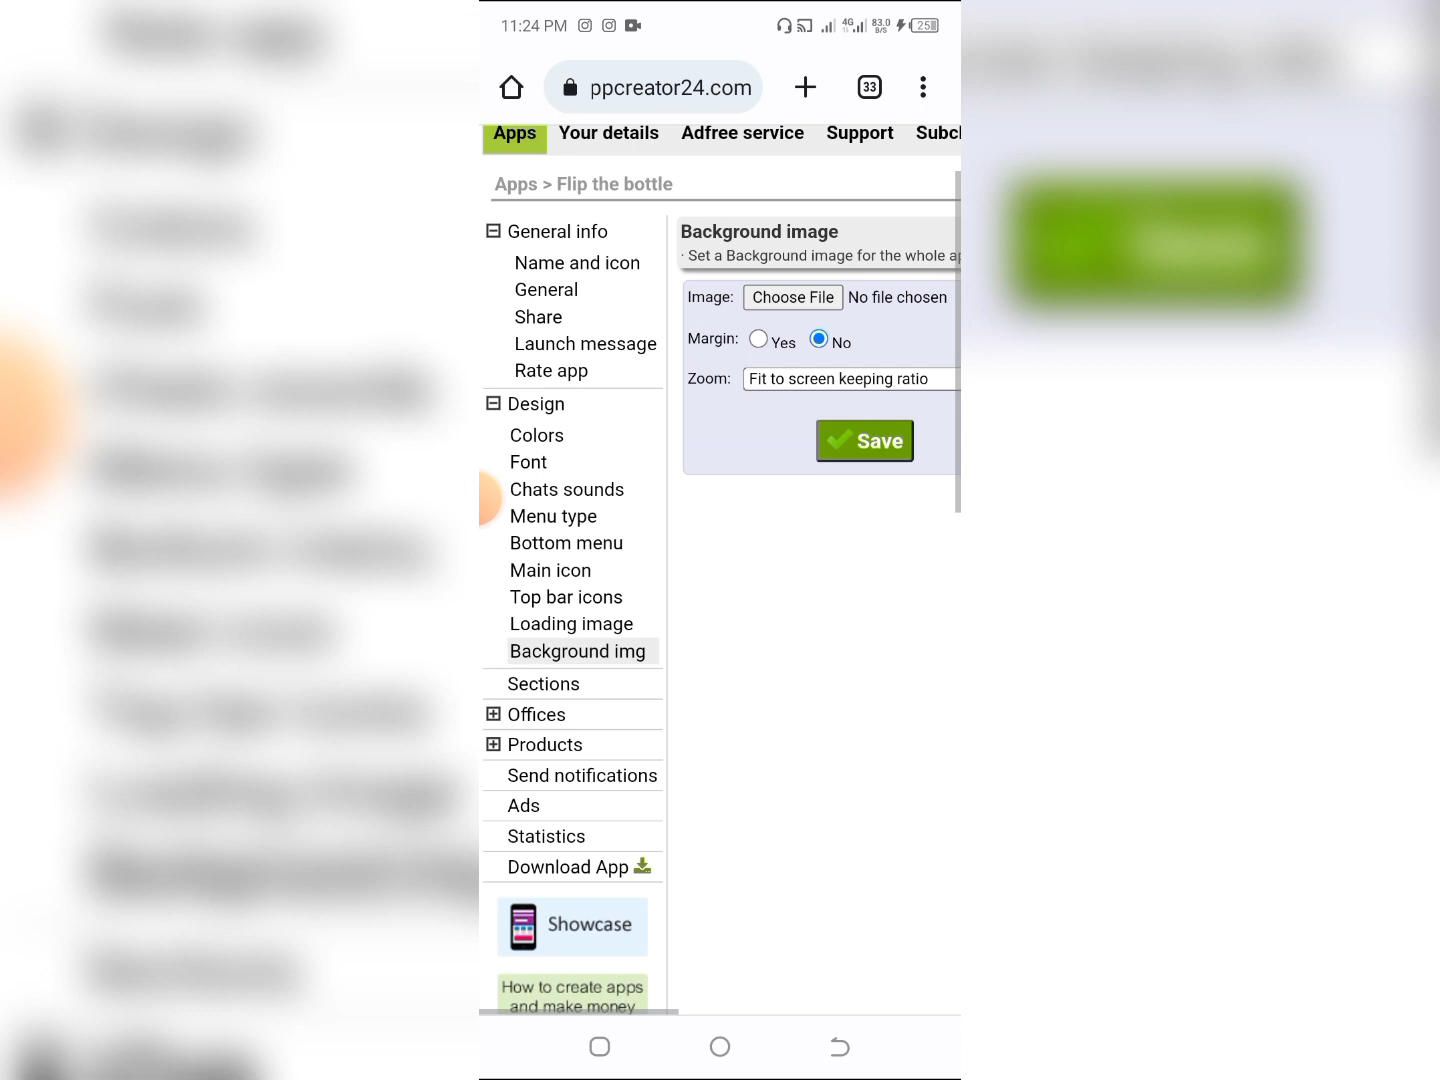 11:24 PM
4G
83.0
B/S
25
ppcreator24.com
33
Apps Your details Adfree service Support Subcl
Apps > Flip the bottle
General info
Name and icon
General
Share
Launch message
Rate app
Design
Colors
Font
Chats sounds
Menu type
Bottom menu
Main icon
Top bar icons
Loading image
Background img
Sections
Offices
Products
Send notifications
Ads
Statistics
Download App
Showcase
How to create apps
and make money
Background image
· Set a Background image for the whole ap
Image: Choose File No file chosen
Margin: Yes No
Zoom: Fit to screen keeping ratio
Save